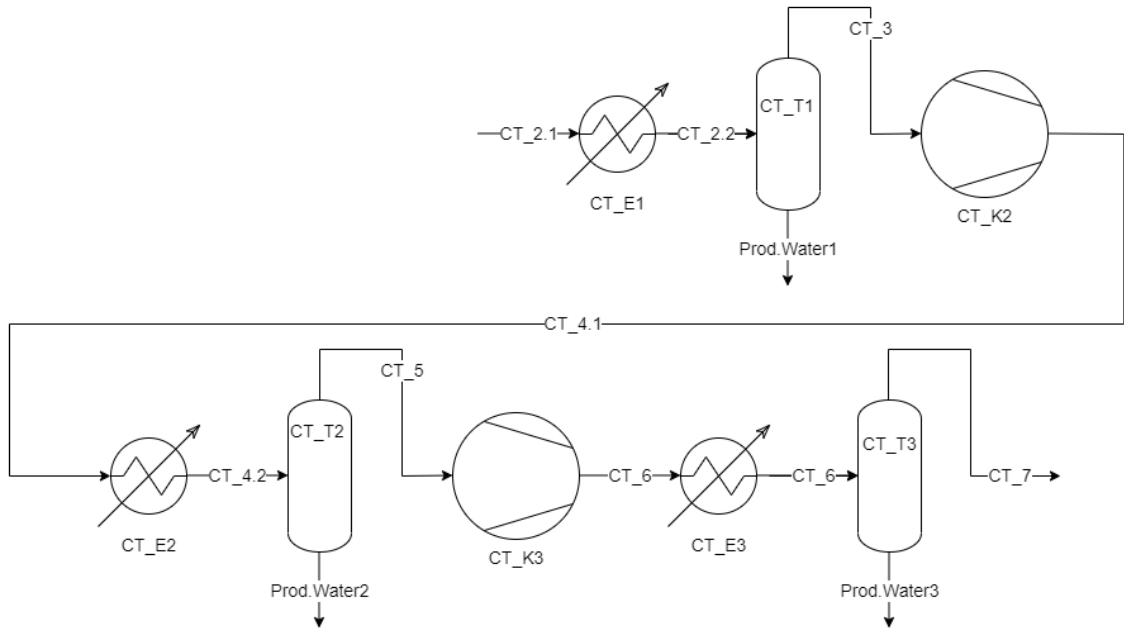 CT_3
CT_T1
CT_2.1
CT_2.2
CT_E1
CT_K2
Prod.Water1
CT_4.1
CT_5
CT_T2
CT_T3
CT_4.2
CT_6
CT_6
CT_7
CT_E2
CT_K3
CT_E3
Prod.Water2
Prod.Water3